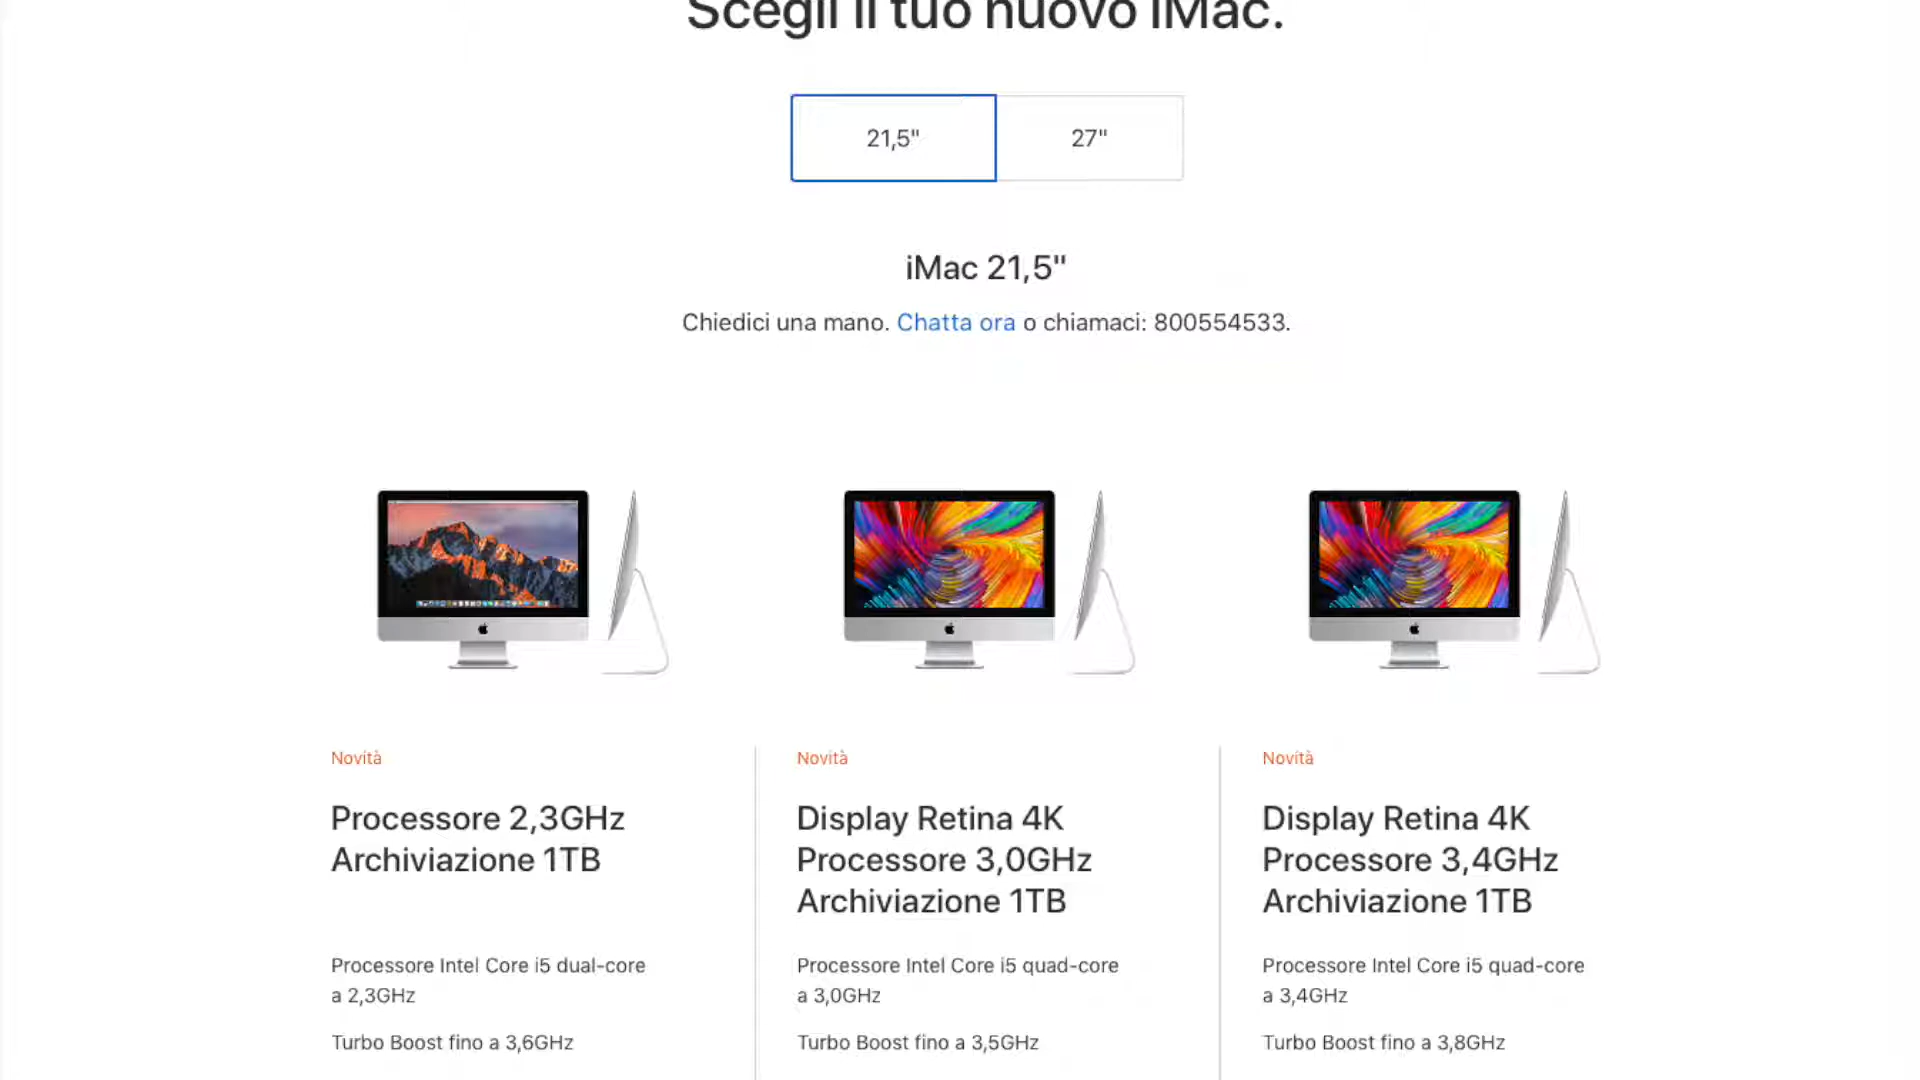 Scegli il tuo nuovo iMac.
21,5"
27"
iMac 21,5"
Chiedici una mano. Chatta ora o chiamaci: 800554533.
Novità
Processore 2,3GHz
Archiviazione 1TB
Processore Intel Core i5 dual-core
a 2,3GHz
Turbo Boost fino a 3,6GHz
Novità
Display Retina 4K
Processore 3,0GHz
Archiviazione 1TB
Processore Intel Core i5 quad-core
a 3,0GHz
Turbo Boost fino a 3,5GHz
Novità
Display Retina 4K
Processore 3,4GHz
Archiviazione 1TB
Processore Intel Core i5 quad-core
a 3,4GHz
Turbo Boost fino a 3,8GHz